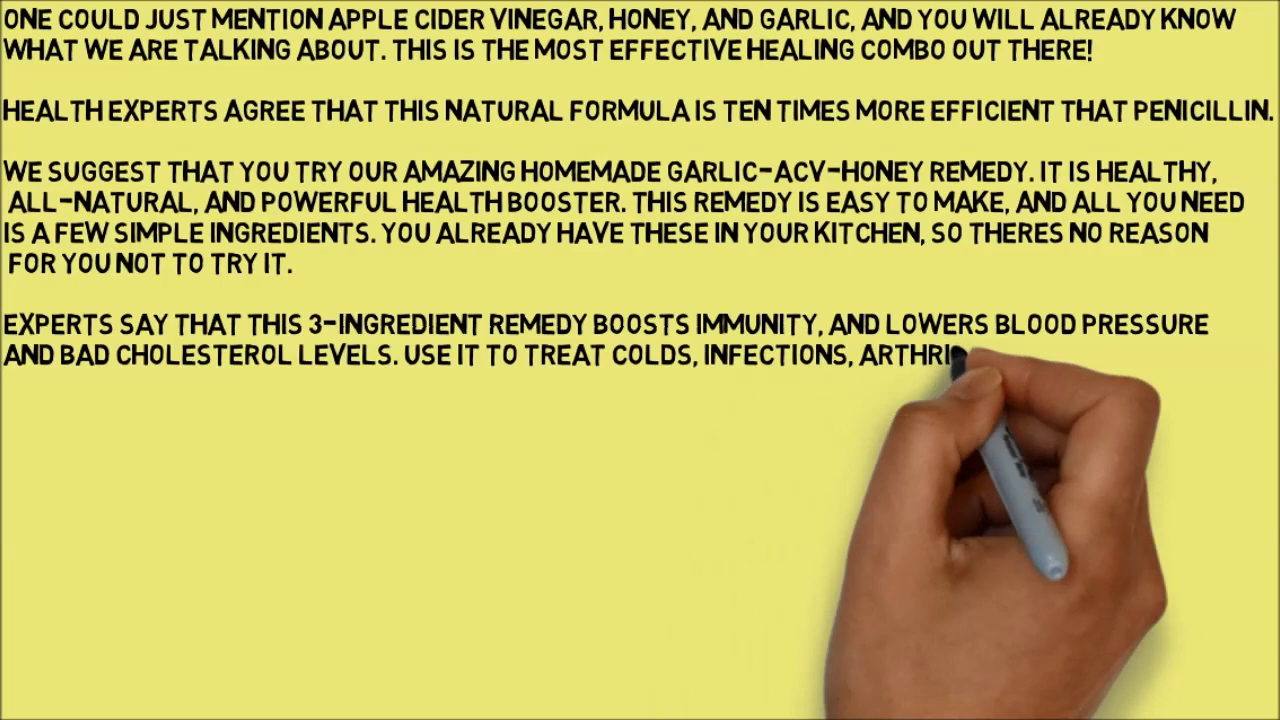 ONE COULD JUST MENTION APPLE CIDER VINEGAR, HONEY, AND GARLIC, AND YOU WILL ALREADY KNOW
WHAT WE ARE TALKING ABOUT. THIS IS THE MOST EFFECTIVE HEALING COMBO OUT THERE!
HEALTH EXPERTS AGREE THAT THIS NATURAL FORMULA IS TEN TIMES MORE EFFICIENT THAT PENICILLIN.
WE SUGGEST THAT YOU TRY OUR AMAZING HOMEMADE GARLIC-ACV-HONEY REMEDY. IT IS HEALTHY,
ALL-NATURAL, AND POWERFUL HEALTH BOOSTER. THIS REMEDY IS EASY TO MAKE, AND ALL YOU NEED
IS A FEW SIMPLE INGREDIENTS. YOU ALREADY HAVE THESE IN YOUR KITCHEN, SO THERES NO REASON
FOR YOU NOT TO TRY IT.
EXPERTS SAY THAT THIS 3-INGREDIENT REMEDY BOOSTS IMMUNITY, AND LOWERS BLOOD PRESSURE
AND BAD CHOLESTEROL LEVELS. USE IT TO TREAT COLDS, INFECTIONS, ARTHRI